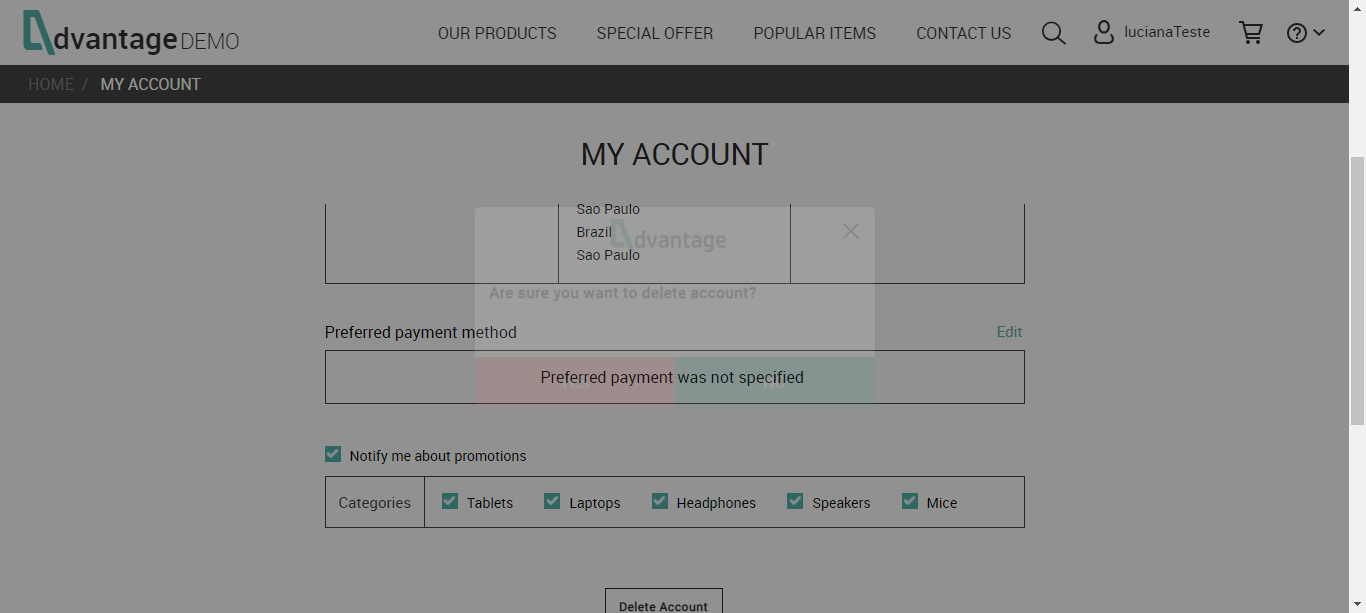 dvantage DEMO
OUR PRODUCTS SPECIAL OFFER POPULAR ITEMS CONTACT US lucianaTeste
HOME / MY ACCOUNT
MY ACCOUNT
Sao Paulo
Brazil
dvantage
Sao Paulo
Are sure you want to delete account?
Preferred payment method Edit
Preferred payment was not specified
Notify me about promotions
Categories Tablets Laptops Headphones Speakers Mice
Delete Account